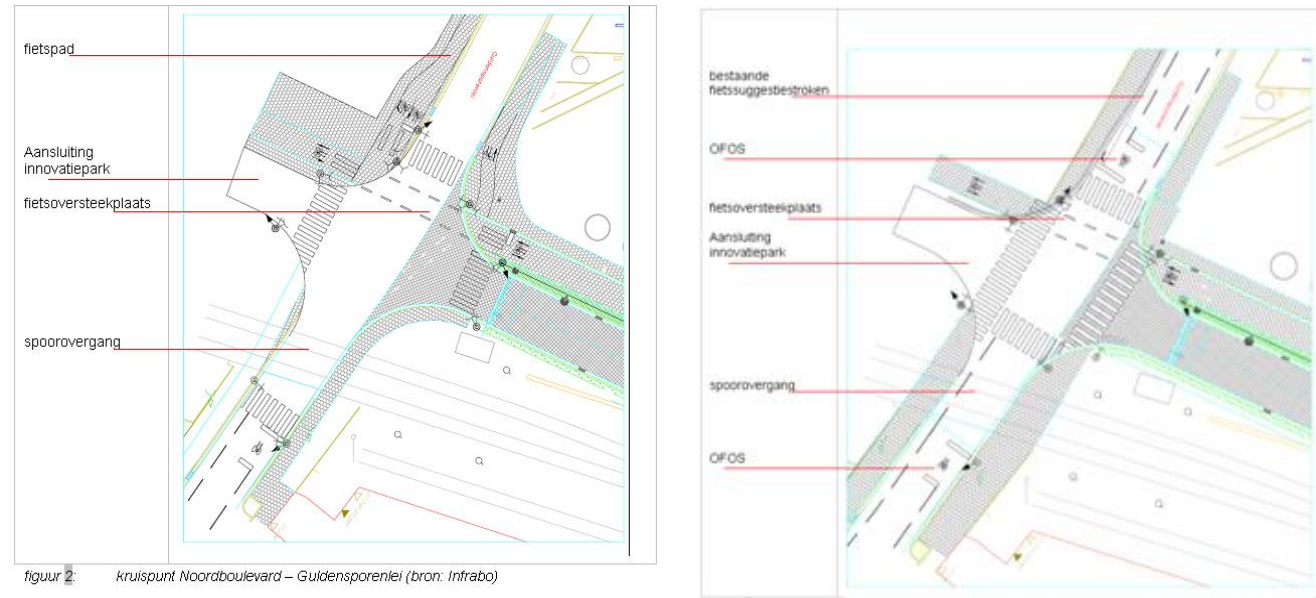 fietspad
Aansluiting
innovatiepark
fietsoversteekplaats
spoorovergang
Guldensporenlei
figuur 2: kruispunt Noordboulevard – Guldensporenlei (bron: Infrabo)
bestaande
fietssuggestiestroken
OFOS
fietsoversteekplaats
Aansluiting
innovatiepark
spoorovergang
OFOS